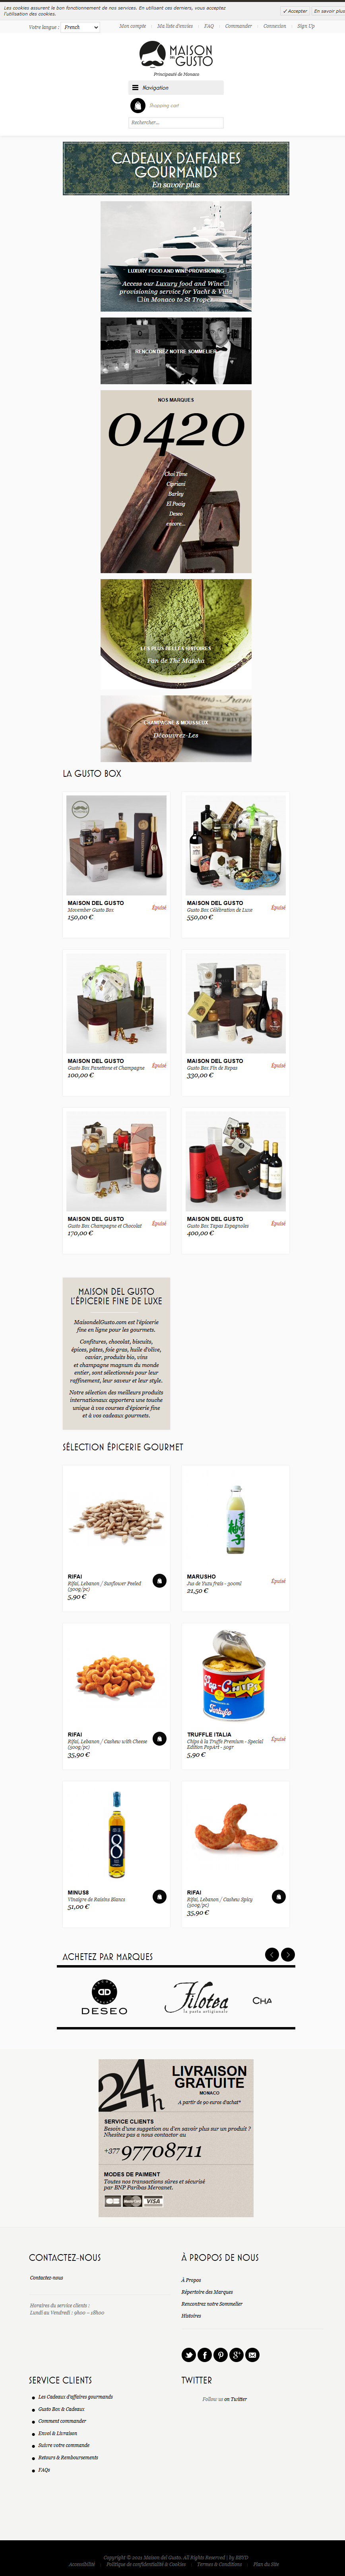 Les cookies assurent le bon fonctionnement de nos services. En utilisant ces derniers, vous acceptez
l'utilisation des cookies.
✓ Accepter
En savoir plus
Votre langue : French
Mon compte
Ma liste d'envies
FAQ
Commander
Connexion
Sign Up
MAISON
DEL
GUSTO
Principauté de Monaco
Navigation
Shopping cart
Rechercher...
CADEAUX D'AFFAIRES
GOURMANDS
En savoir plus
LUXURY FOOD AND WINE PROVISIONING
Access our Luxury food and Wine
provisioning service for Yacht & Villa
in Monaco to St Tropez
RENCONTREZ NOTRE SOMMELIER
NOS MARQUES
0420
Choi Time
Cipriani
Barley
El Pocig
Deseo
encore...
LES PLUS BELLES HISTOIRES
Fan de Thé Matcha
CHAMPAGNE & MOUSSEUX
Découvrez-Les
LA GUSTO BOX
MAISON DEL GUSTO
Movember Gusto Box
150,00 €
Épuisé
MAISON DEL GUSTO
Gusto Box Célébration de Luxe
550,00 €
Épuisé
MAISON DEL GUSTO
Gusto Box Panettone et Champagne
100,00 €
Épuisé
MAISON DEL GUSTO
Gusto Box Fin de Repas
330,00 €
Épuisé
MAISON DEL GUSTO
Gusto Box Champagne et Chocolat
170,00 €
Épuisé
MAISON DEL GUSTO
Gusto Box Tapas Espagnoles
400,00 €
Épuisé
MAISON DEL GUSTO
L'ÉPICERIE FINE DE LUXE
MaisondelGusto.com est l'épicerie
fine en ligne pour les gourmets.
Confitures, chocolat, biscuits,
épices, pâtes, foie gras, huile d'olive,
caviar, produits bio, vins
et champagne magnum du monde
entier, sont sélectionnés pour leur
raffinement, leur saveur et leur style.
Notre sélection des meilleurs produits
internationaux apportera une touche
unique à vos courses d'épicerie fine
et à vos cadeaux gourmets.
SÉLECTION ÉPICERIE GOURMET
RIFAI
Rifai, Lebanon / Sunflower Peeled
(500g/pc)
5,90 €
MARUSHO
Jus de Yuzu frais - 300ml
21,50 €
Épuisé
RIFAI
Rifai, Lebanon / Cashew with Cheese
(500g/pc)
35,90 €
TRUFFLE ITALIA
Chips à la Truffe Premium - Special
Edition PopArt - 50gr
5,90 €
Épuisé
MINUS8
Vinaigre de Raisins Blancs
51,00 €
RIFAI
Rifai, Lebanon / Cashew Spicy
(500g/pc)
35,90 €
ACHETEZ PAR MARQUES
DESEO
Filotea
la pasta artigianale
CHA
24h
LIVRAISON
GRATUITE
MONACO
A partir de 90 euros d'achat*
SERVICE CLIENTS
Besoin d'une suggestion ou d'en savoir plus sur un produit ?
N'hesitez pas a nous contacter au
+377 97708711
MODES DE PAIMENT
Toutes nos transactions sûres et sécurisé
par BNP Paribas Mercanet.
VISA
CONTACTEZ-NOUS
Contactez-nous
Horaires du service clients :
Lundi au Vendredi : 9h00 – 18h00
À PROPOS DE NOUS
À Propos
Répertoire des Marques
Rencontrez notre Sommelier
Histoires
SERVICE CLIENTS
Les Cadeaux d'affaires gourmands
Gusto Box & Cadeaux
Comment commander
Envoi & Livraison
Suivre votre commande
Retours & Remboursements
FAQs
TWITTER
Follow us on Twitter
Copyright © 2021 Maison del Gusto. All Rights Reserved | by BBVD
Accessibilité
Politique de confidentialité & Cookies
Termes & Conditions
Plan du Site